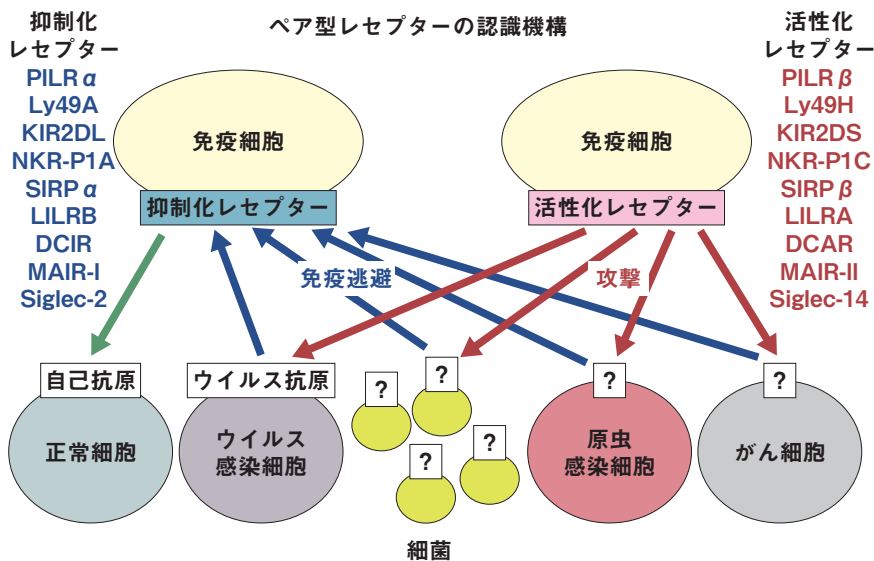 ペア型レセプターの認識機構
抑制化
レセプター
PILRα
Ly49A
KIR2DL
NKR-P1A
SIRPα
LILRB
DCIR
MAIR-I
Siglec-2
活性化
レセプター
PILRβ
Ly49H
KIR2DS
NKR-P1C
SIRPβ
LILRA
DCAR
MAIR-II
Siglec-14
免疫細胞
抑制化レセプター
免疫細胞
活性化レセプター
免疫逃避
攻撃
自己抗原
正常細胞
ウイルス抗原
ウイルス
感染細胞
?
?
?
?
細菌
?
原虫
感染細胞
?
がん細胞